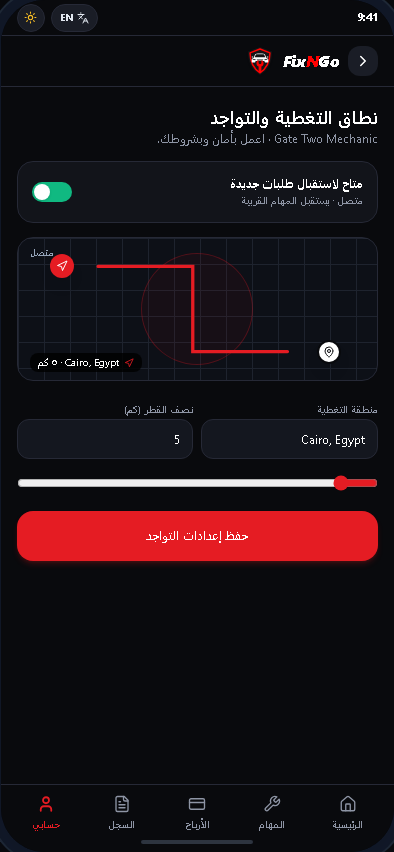 9:41
EN
FixNGo
نطاق التغطية والتواجد
Gate Two Mechanic · اعمل بأمان وبشروطك.
متاح لاستقبال طلبات جديدة
متصل · يستقبل المهام القريبة
متصل
Cairo, Egypt · ٥ كم
منطقة التغطية
نصف القطر (كم)
Cairo, Egypt
5
حفظ إعدادات التواجد
الرئيسية
المهام
الأرباح
السجل
حسابي